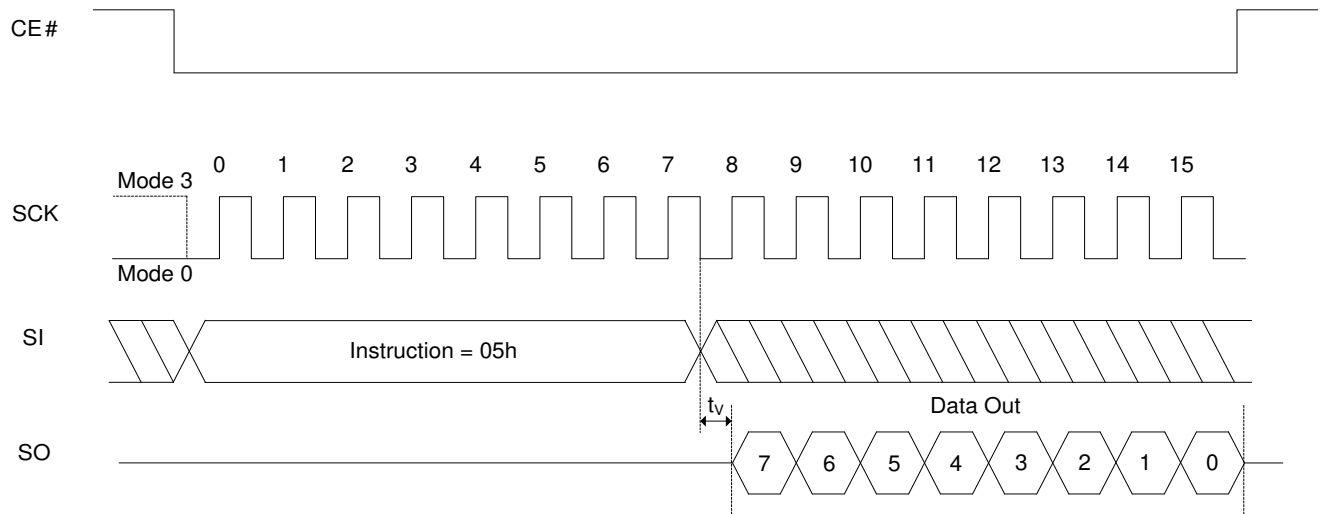 CE#
0 1 2 3 4 5 6 7 8 9 10 11 12 13 14 15
Mode 3
SCK
Mode 0
SI
Instruction = 05h
tV
Data Out
SO
7 6 5 4 3 2 1 0